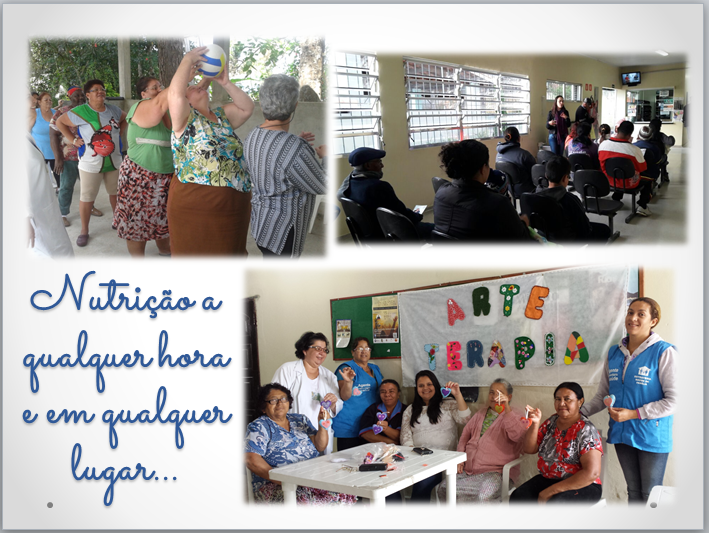 Nutrição a
qualquer hora
e em qualquer
lugar...
ARTE
TERAPIA